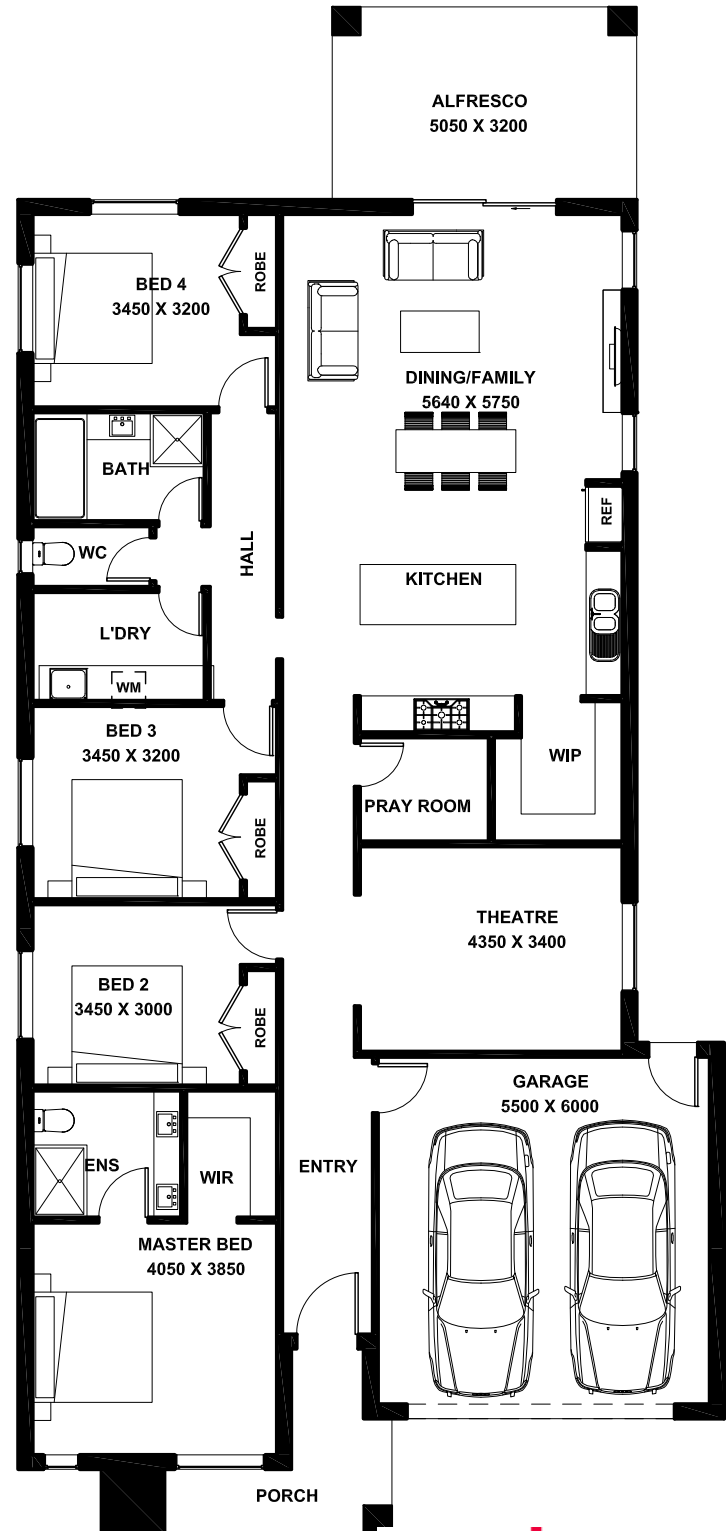 ALFRESCO
5050 X 3200
BED 4
3450 X 3200
ROBE
DINING/FAMILY
5640 X 5750
BATH
REF
WC
HALL
KITCHEN
L'DRY
WM
BED 3
3450 X 3200
WIP
PRAY ROOM
ROBE
THEATRE
4350 X 3400
BED 2
3450 X 3000
ROBE
GARAGE
5500 X 6000
ENS
WIR
ENTRY
MASTER BED
4050 X 3850
PORCH